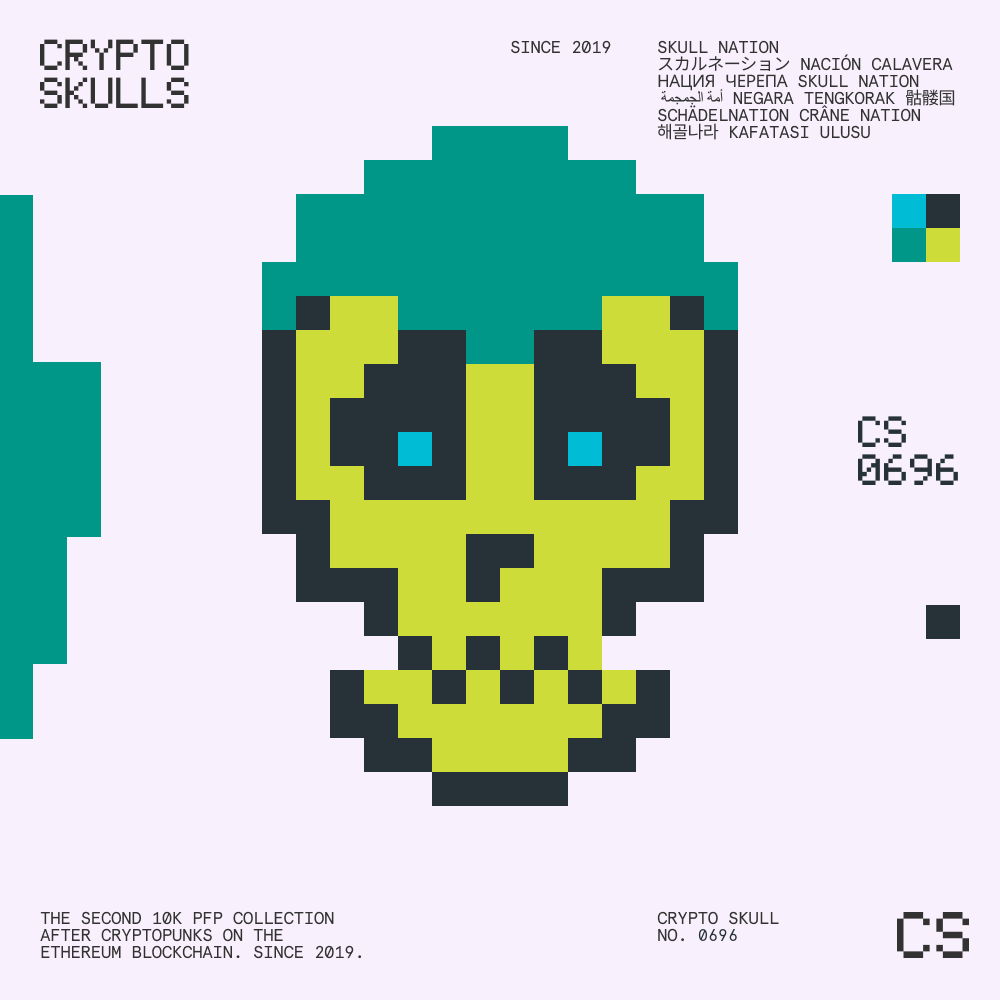 CRYPTO
SKULLS
SINCE 2019
SKULL NATION
スカルネーション NACIÓN CALAVERA
НАЦИЯ ЧЕРЕПА SKULL NATION
أمة الجمجمة NEGARA TENGKORAK 骷髅国
SCHÄDELNATION CRÂNE NATION
해골나라 KAFATASI ULUSU
CS
0696
THE SECOND 10K PFP COLLECTION
AFTER CRYPTOPUNKS ON THE
ETHEREUM BLOCKCHAIN. SINCE 2019.
CRYPTO SKULL
NO. 0696
CS